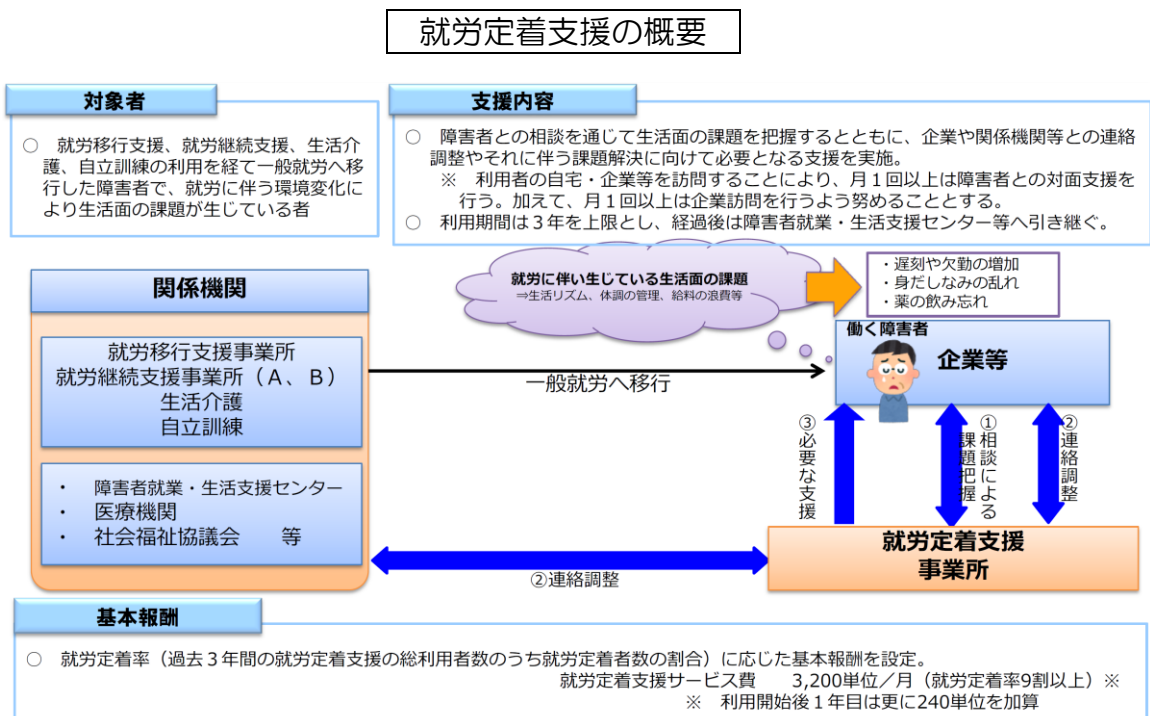 就労定着支援の概要
対象者
○　就労移行支援、就労継続支援、生活介
護、自立訓練の利用を経て一般就労へ移
行した障害者で、就労に伴う環境変化に
より生活面の課題が生じている者
支援内容
○　障害者との相談を通じて生活面の課題を把握するとともに、企業や関係機関等との連絡
調整やそれに伴う課題解決に向けて必要となる支援を実施。
※　利用者の自宅・企業等を訪問することにより、月１回以上は障害者との対面支援を
行う。加えて、月１回以上は企業訪問を行うよう努めることとする。
○　利用期間は３年を上限とし、経過後は障害者就業・生活支援センター等へ引き継ぐ。
関係機関
就労移行支援事業所
就労継続支援事業所（Ａ、Ｂ）
生活介護
自立訓練
・　障害者就業・生活支援センター
・　医療機関
・　社会福祉協議会　　等
就労に伴い生じている生活面の課題
⇒生活リズム、体調の管理、給料の浪費等
・遅刻や欠勤の増加
・身だしなみの乱れ
・薬の飲み忘れ
働く障害者
企業等
一般就労へ移行
③必要な支援
①相談による
課題把握
②連絡調整
就労定着支援
事業所
②連絡調整
基本報酬
○　就労定着率（過去３年間の就労定着支援の総利用者数のうち就労定着者数の割合）に応じた基本報酬を設定。
就労定着支援サービス費　　3,200単位／月（就労定着率9割以上）※
※　利用開始後１年目は更に240単位を加算